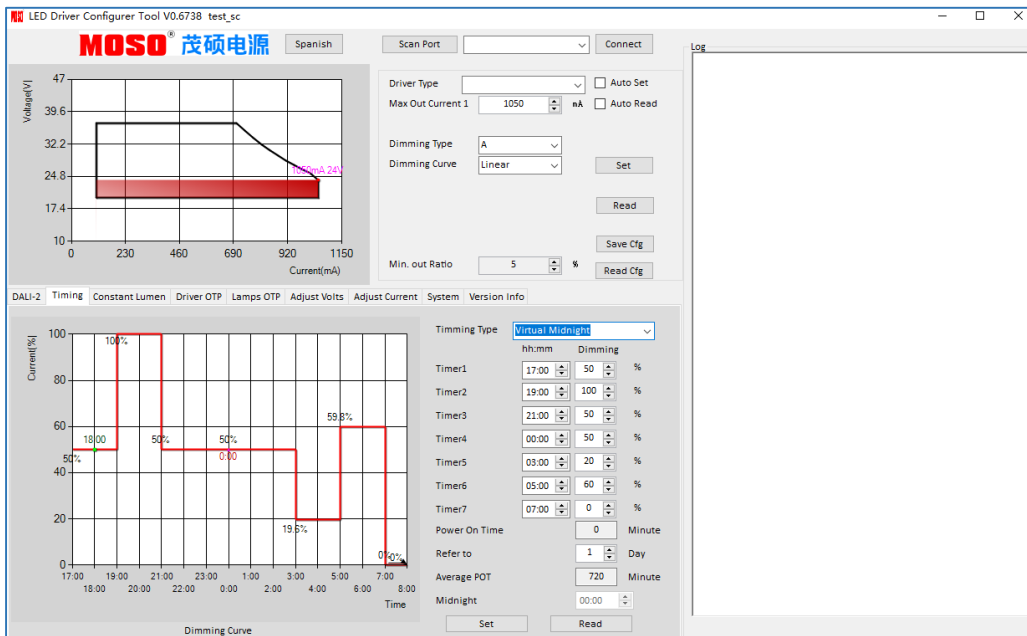 LED Driver Configurer Tool V0.6738 test_sc
MOSO® 茂硕电源
Spanish
Scan Port
Connect
Log
Voltage[V]
47
39.6
32.2
24.8
17.4
10
1050mA 24V
0 230 460 690 920 1150
Current(mA)
Driver Type
Auto Set
Max Out Current 1 1050 mA
Auto Read
Dimming Type A
Dimming Curve Linear
Set
Read
Save Cfg
Min. out Ratio 5 %
Read Cfg
DALI-2 Timing Constant Lumen Driver OTP Lamps OTP Adjust Volts Adjust Current System Version Info
Current[%]
100
80
60
40
20
0
100%
59.8%
18:00
50%
50%
50%
0:00
19.6%
0%
0%
17:00 19:00 21:00 23:00 1:00 3:00 5:00 7:00
18:00 20:00 22:00 0:00 2:00 4:00 6:00 8:00
Time
Dimming Curve
Timming Type Virtual Midnight
hh:mm Dimming
Timer1 17:00 50 %
Timer2 19:00 100 %
Timer3 21:00 50 %
Timer4 00:00 50 %
Timer5 03:00 20 %
Timer6 05:00 60 %
Timer7 07:00 0 %
Power On Time 0 Minute
Refer to 1 Day
Average POT 720 Minute
Midnight 00:00
Set Read